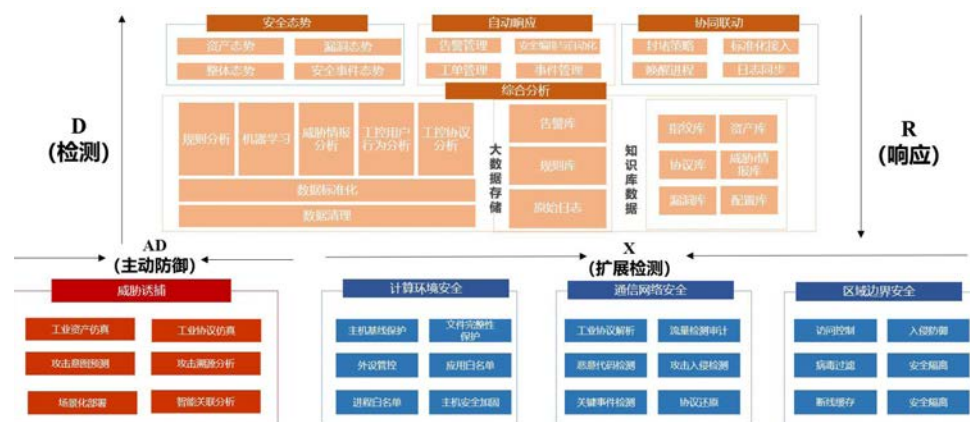 安全态势
自动响应
协同联动
资产态势
漏洞态势
告警管理
安全编排与自动化
封堵策略
标准化接入
整体态势
安全事件态势
工单管理
事件管理
唤醒进程
日志同步
综合分析
D
(检测)
R
(响应)
规则分析
机器学习
威胁情报
分析
工控用户
行为分析
工控协议
分析
数据标准化
数据清理
大数据存储
告警库
规则库
原始日志
知识库数据
指纹库
资产库
协议库
威胁情
报库
漏洞库
配置库
AD
(主动防御)
X
(扩展检测)
威胁诱捕
计算环境安全
通信网络安全
区域边界安全
工业资产仿真
工业协议仿真
攻击意图预测
攻击溯源分析
场景化部署
智能关联分析
主机基线保护
文件完整性
保护
外设管控
应用白名单
进程白名单
主机安全加固
工业协议解析
流量检测审计
恶意代码检测
攻击入侵检测
关键事件检测
协议还原
访问控制
入侵防御
病毒过滤
安全隔离
断线缓存
安全隔离